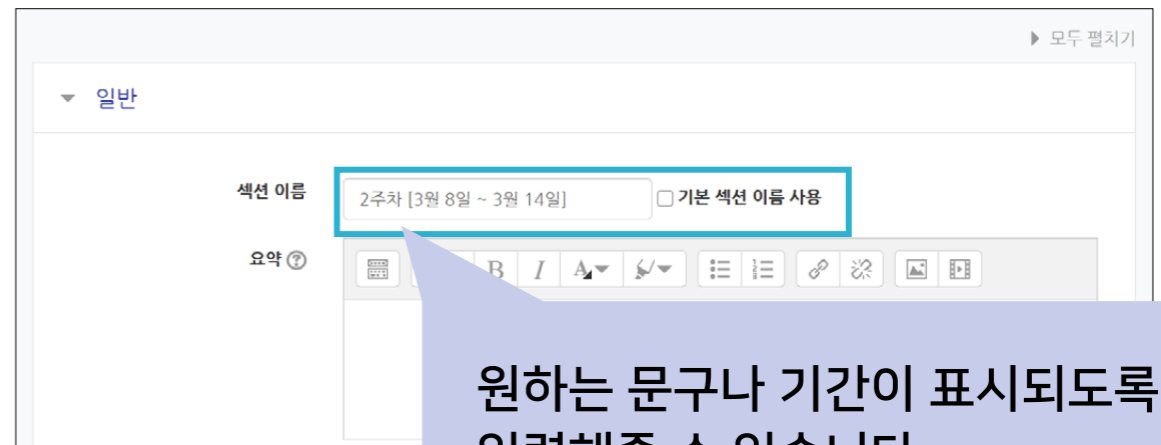 모두 펼치기
일반
섹션 이름
2주차 [3월 8일 ~ 3월 14일]
기본 섹션 이름 사용
요약
B I A
원하는 문구나 기간이 표시되도록